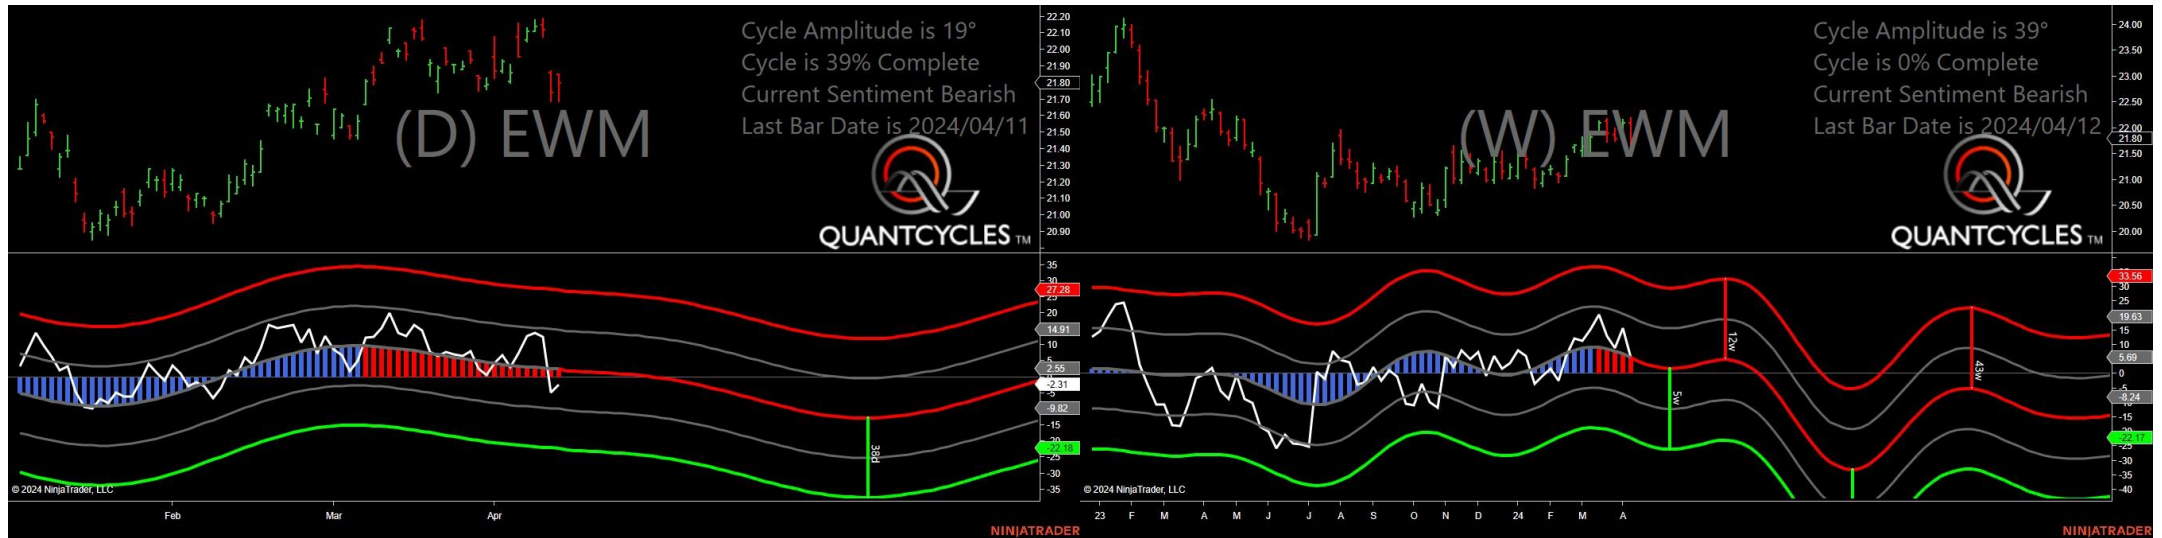 Cycle Amplitude is 19°
Cycle is 39% Complete
Current Sentiment Bearish
Last Bar Date is 2024/04/11
(D) EWM
QUANTCYCLES TM
22.20
22.10
22.00
21.90
21.80
21.70
21.60
21.50
21.40
21.30
21.20
21.10
21.00
20.90
35
30
27.28
25
20
14.91
10
5
2.55
-2.31
-5
-9.82
-15
-20
-22.18
-25
-30
-35
38d
© 2024 NinjaTrader, LLC
Feb
Mar
Apr
NINJATRADER
Cycle Amplitude is 39°
Cycle is 0% Complete
Current Sentiment Bearish
Last Bar Date is 2024/04/12
(W) EWM
QUANTCYCLES TM
24.00
23.50
23.00
22.50
22.00
21.80
21.50
21.00
20.50
20.00
33.56
30
25
19.63
15
10
5.69
0
-5
-8.24
-15
-22.17
-25
-30
-35
-40
12w
5w
43w
© 2024 NinjaTrader, LLC
23
F
M
A
M
J
J
A
S
O
N
D
24
F
M
A
NINJATRADER